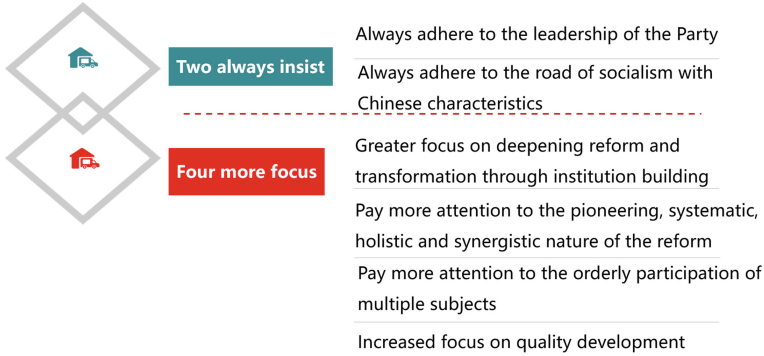 Two always insist
Always adhere to the leadership of the Party
Always adhere to the road of socialism with
Chinese characteristics
Four more focus
Greater focus on deepening reform and
transformation through institution building
Pay more attention to the pioneering, systematic,
holistic and synergistic nature of the reform
Pay more attention to the orderly participation of
multiple subjects
Increased focus on quality development